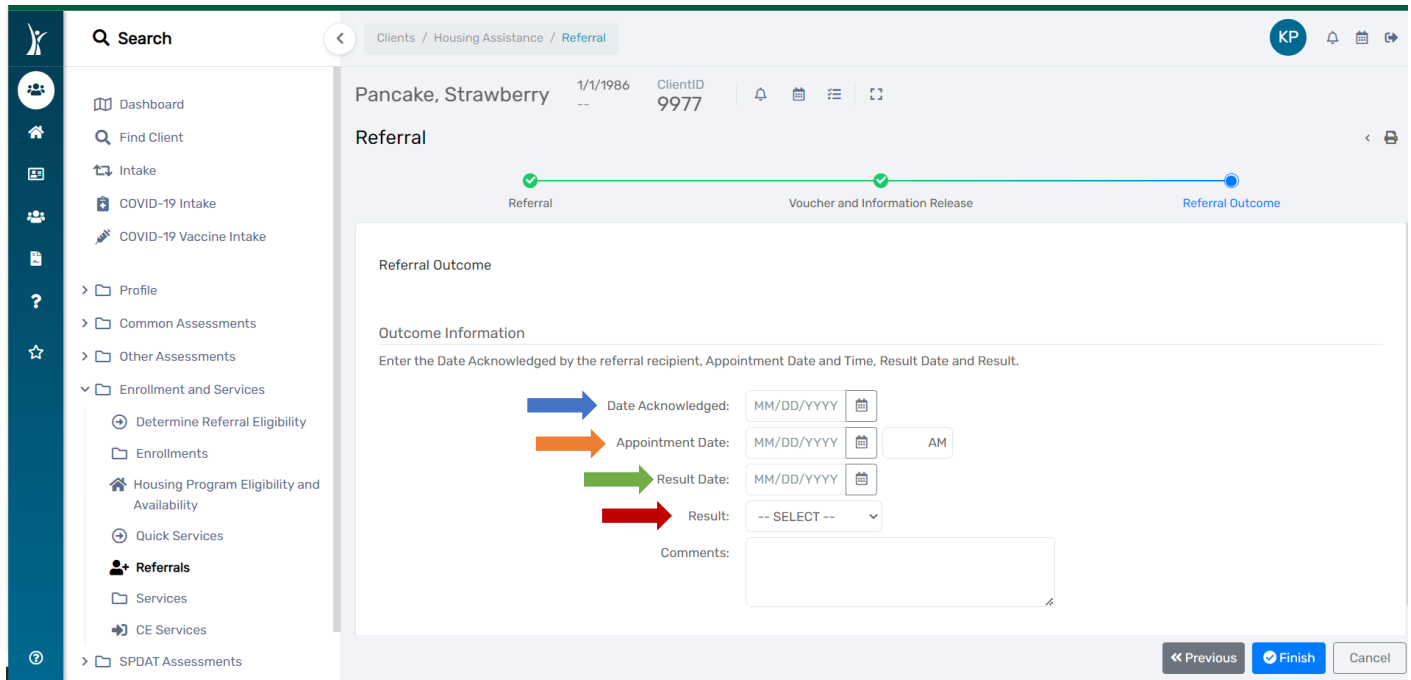 Search
Clients / Housing Assistance / Referral
KP
Dashboard
Find Client
Intake
COVID-19 Intake
COVID-19 Vaccine Intake
Profile
Common Assessments
Other Assessments
Enrollment and Services
Determine Referral Eligibility
Enrollments
Housing Program Eligibility and
Availability
Quick Services
Referrals
Services
CE Services
SPDAT Assessments
Pancake, Strawberry
1/1/1986
--
ClientID
9977
Referral
Referral
Voucher and Information Release
Referral Outcome
Referral Outcome
Outcome Information
Enter the Date Acknowledged by the referral recipient, Appointment Date and Time, Result Date and Result.
Date Acknowledged: MM/DD/YYYY
Appointment Date: MM/DD/YYYY AM
Result Date: MM/DD/YYYY
Result: -- SELECT --
Comments:
Previous
Finish
Cancel